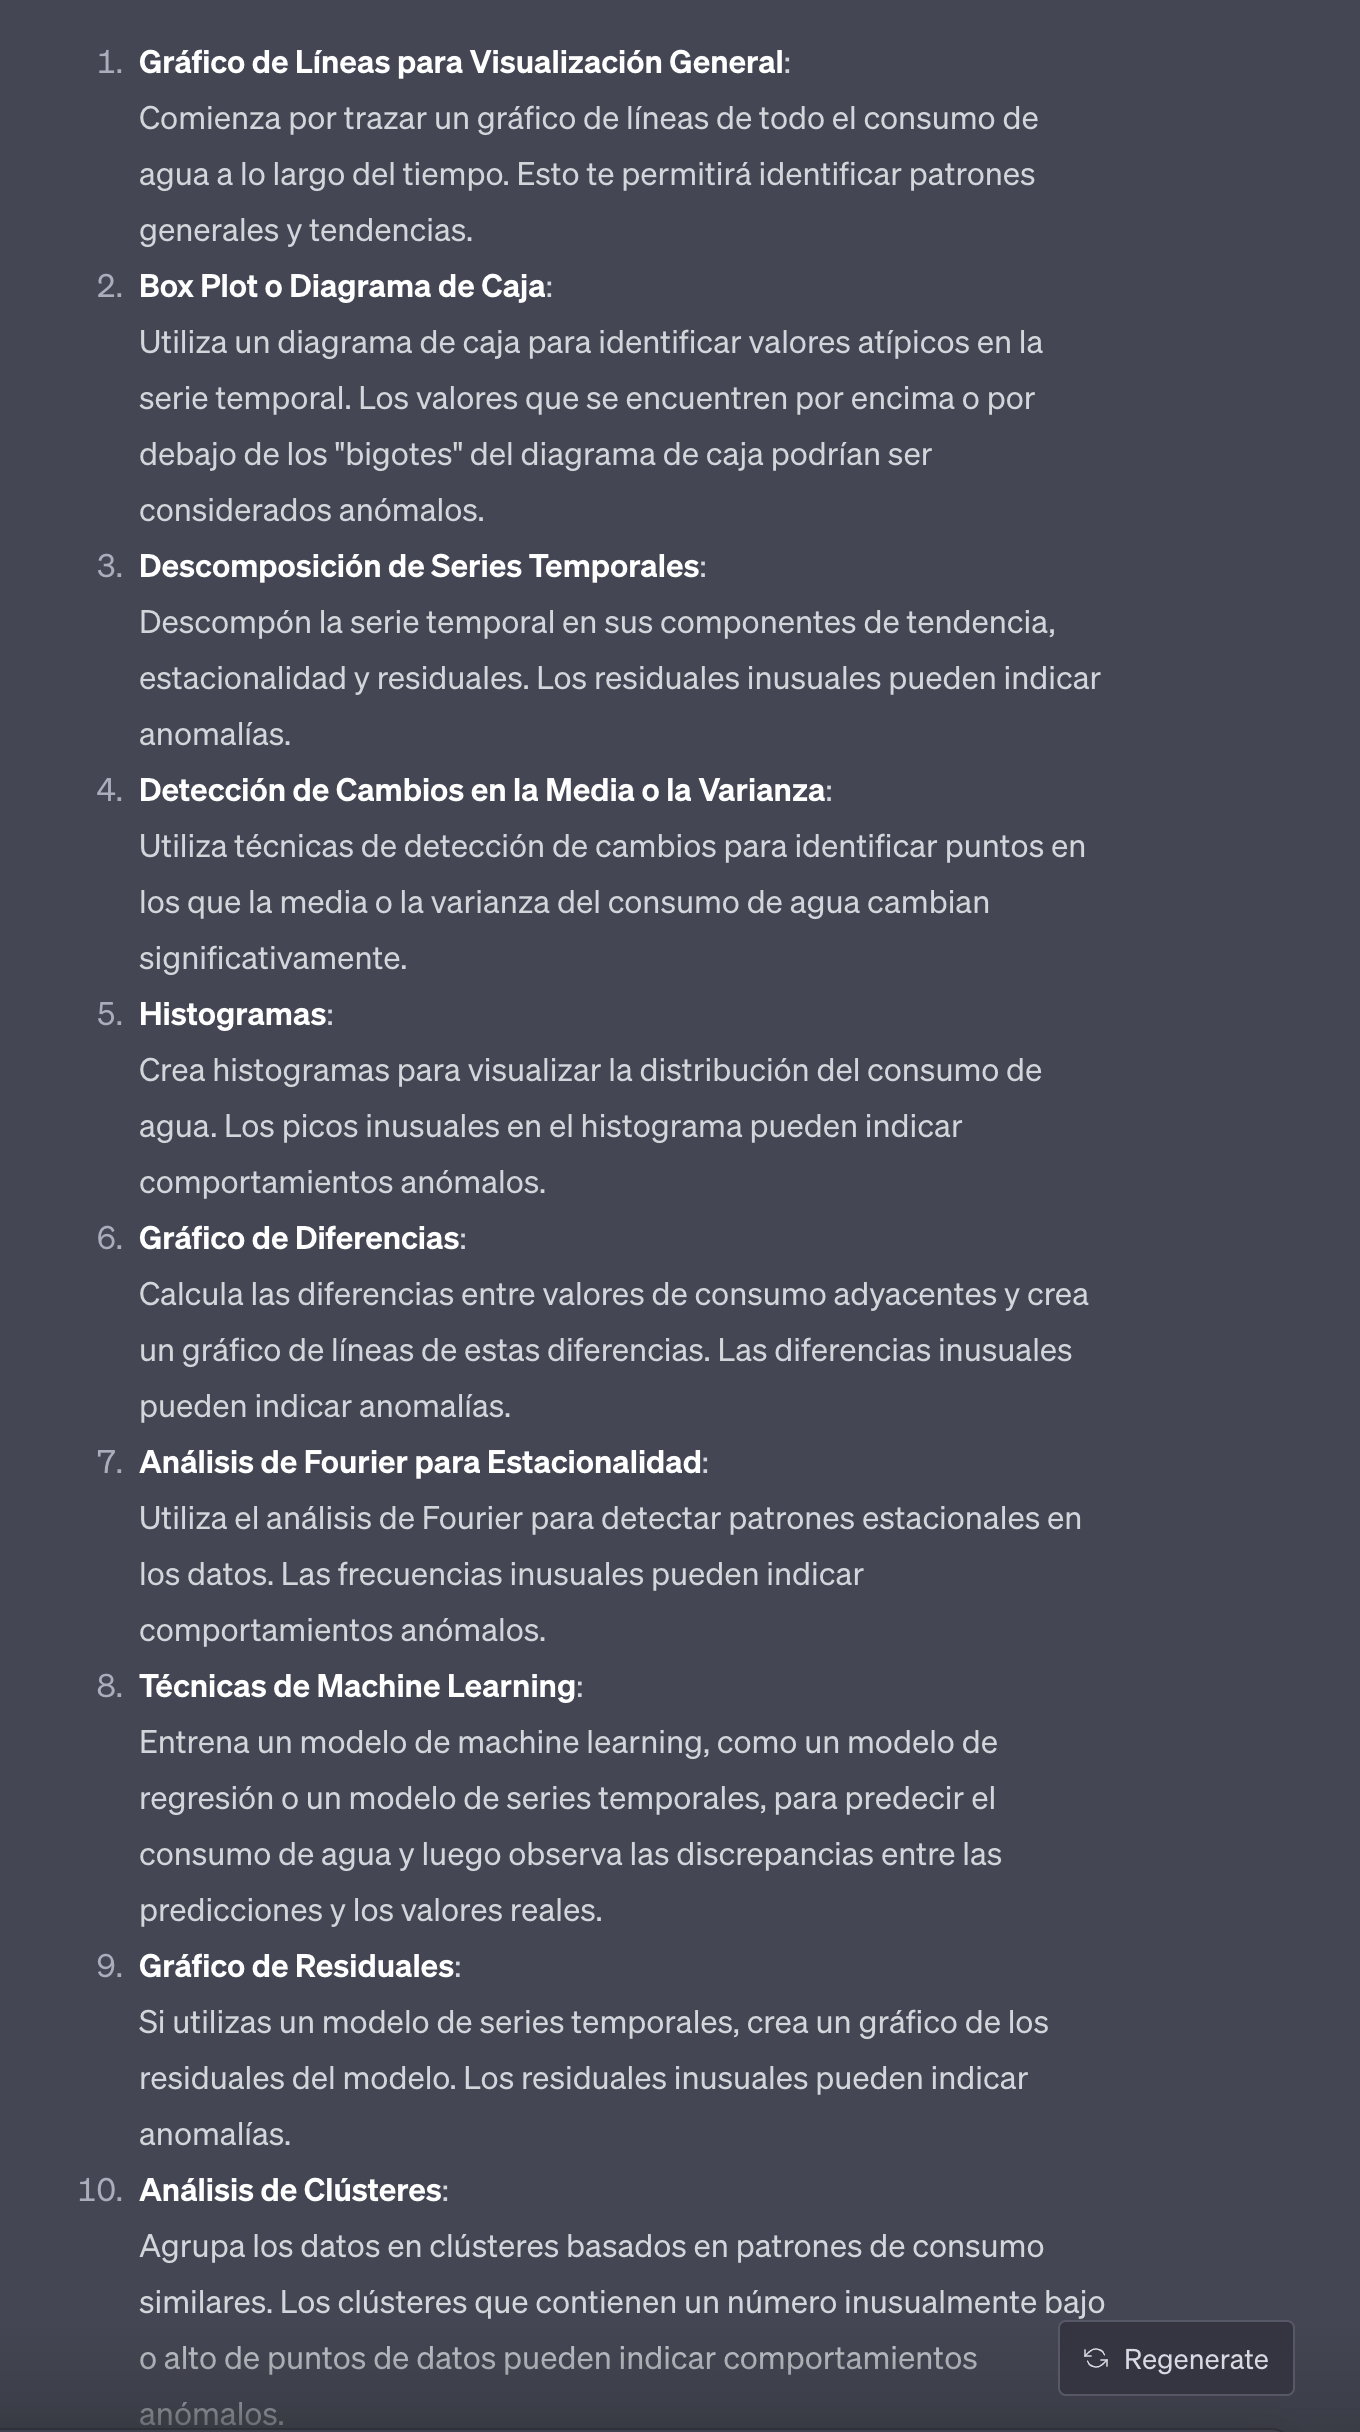 1. Gráfico de Líneas para Visualización General:
Comienza por trazar un gráfico de líneas de todo el consumo de
agua a lo largo del tiempo. Esto te permitirá identificar patrones
generales y tendencias.
2. Box Plot o Diagrama de Caja:
Utiliza un diagrama de caja para identificar valores atípicos en la
serie temporal. Los valores que se encuentren por encima o por
debajo de los "bigotes" del diagrama de caja podrían ser
considerados anómalos.
3. Descomposición de Series Temporales:
Descompón la serie temporal en sus componentes de tendencia,
estacionalidad y residuales. Los residuales inusuales pueden indicar
anomalías.
4. Detección de Cambios en la Media o la Varianza:
Utiliza técnicas de detección de cambios para identificar puntos en
los que la media o la varianza del consumo de agua cambian
significativamente.
5. Histogramas:
Crea histogramas para visualizar la distribución del consumo de
agua. Los picos inusuales en el histograma pueden indicar
comportamientos anómalos.
6. Gráfico de Diferencias:
Calcula las diferencias entre valores de consumo adyacentes y crea
un gráfico de líneas de estas diferencias. Las diferencias inusuales
pueden indicar anomalías.
7. Análisis de Fourier para Estacionalidad:
Utiliza el análisis de Fourier para detectar patrones estacionales en
los datos. Las frecuencias inusuales pueden indicar
comportamientos anómalos.
8. Técnicas de Machine Learning:
Entrena un modelo de machine learning, como un modelo de
regresión o un modelo de series temporales, para predecir el
consumo de agua y luego observa las discrepancias entre las
predicciones y los valores reales.
9. Gráfico de Residuales:
Si utilizas un modelo de series temporales, crea un gráfico de los
residuales del modelo. Los residuales inusuales pueden indicar
anomalías.
10. Análisis de Clústeres:
Agrupa los datos en clústeres basados en patrones de consumo
similares. Los clústeres que contienen un número inusualmente bajo
o alto de puntos de datos pueden indicar comportamientos
anómalos.
Regenerate